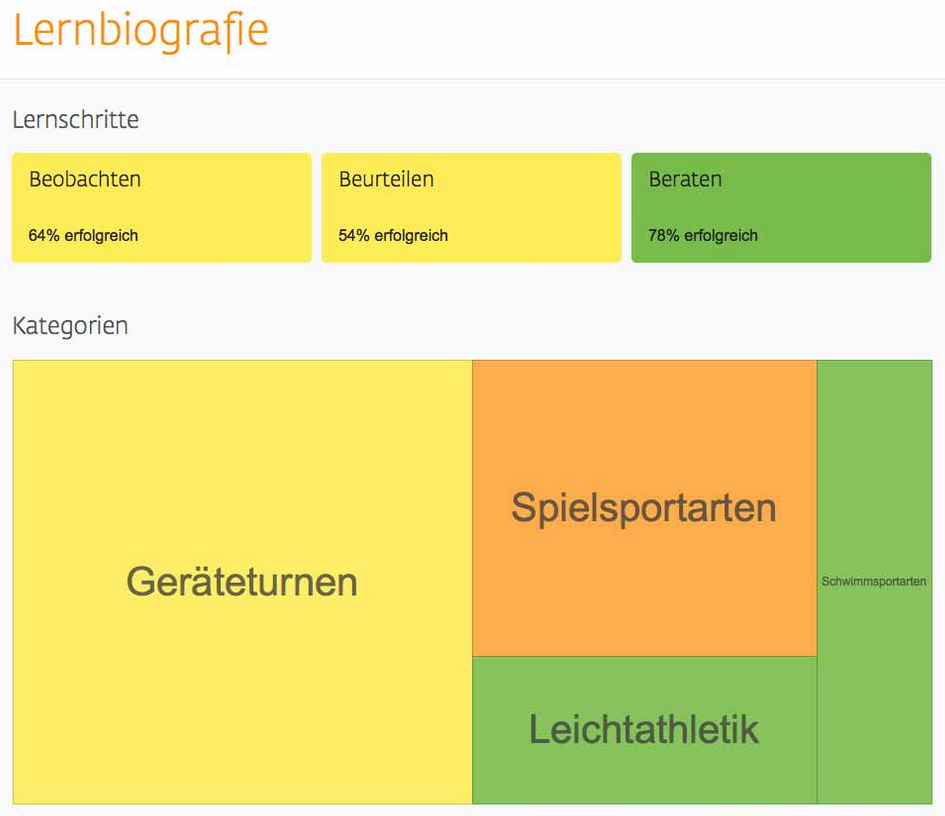 Lernbiografie
Lernschritte
Beobachten
64% erfolgreich
Beurteilen
54% erfolgreich
Beraten
78% erfolgreich
Kategorien
Geräteturnen
Spielsportarten
Leichtathletik
Schwimmsportarten